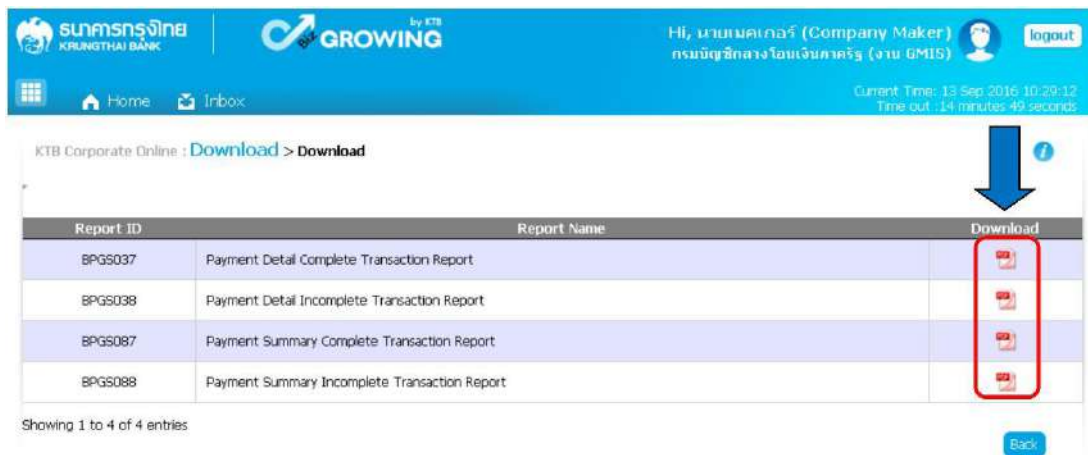 ธนาคารกรุงไทย
KRUNGTHAI BANK
by KTB
Biz GROWING
Hi, นายเมคเกอร์ (Company Maker)
กรมบัญชีกลางโอนเงินภาครัฐ (งาน GMIS)
logout
Home Inbox
Current Time: 13 Sep 2016 10:29:12
Time out :14 minutes 49 seconds
KTB Corporate Online : Download > Download
Report ID Report Name Download
BPGS037 Payment Detail Complete Transaction Report
BPGS038 Payment Detail Incomplete Transaction Report
BPGS087 Payment Summary Complete Transaction Report
BPGS088 Payment Summary Incomplete Transaction Report
Showing 1 to 4 of 4 entries
Back